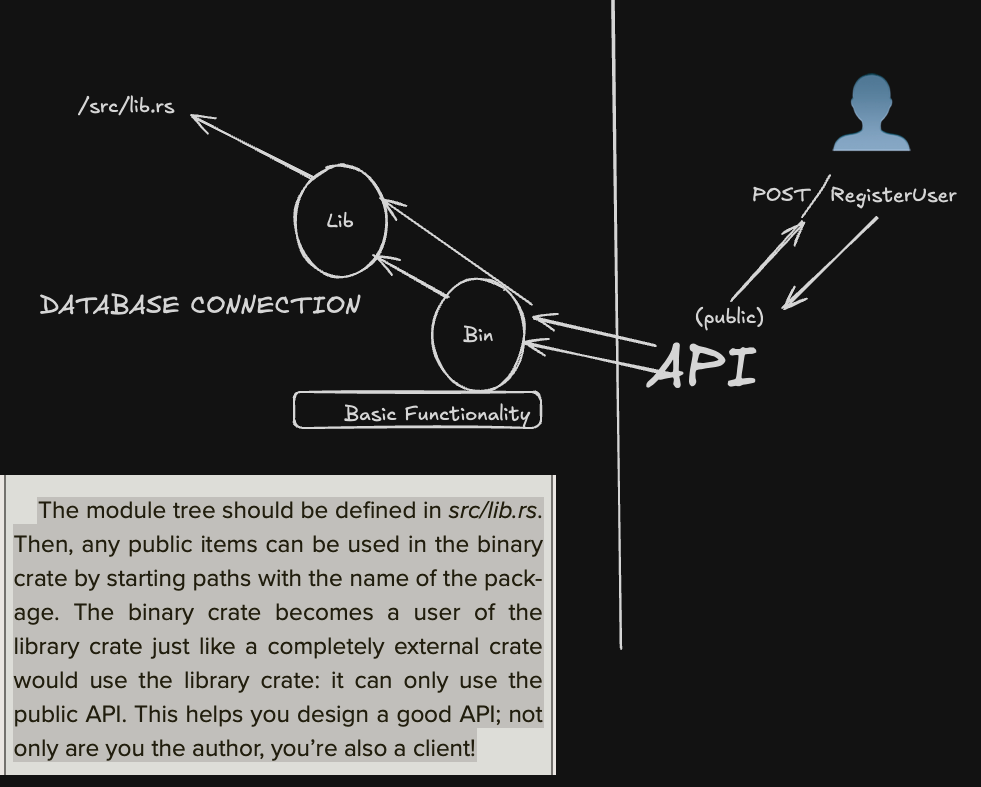 /src/lib.rs
Lib
DATABASE CONNECTION
Bin
Basic Functionality
POST / RegisterUser
(public)
API
The module tree should be defined in src/lib.rs.
Then, any public items can be used in the binary
crate by starting paths with the name of the pack-
age. The binary crate becomes a user of the
library crate just like a completely external crate
would use the library crate: it can only use the
public API. This helps you design a good API; not
only are you the author, you’re also a client!